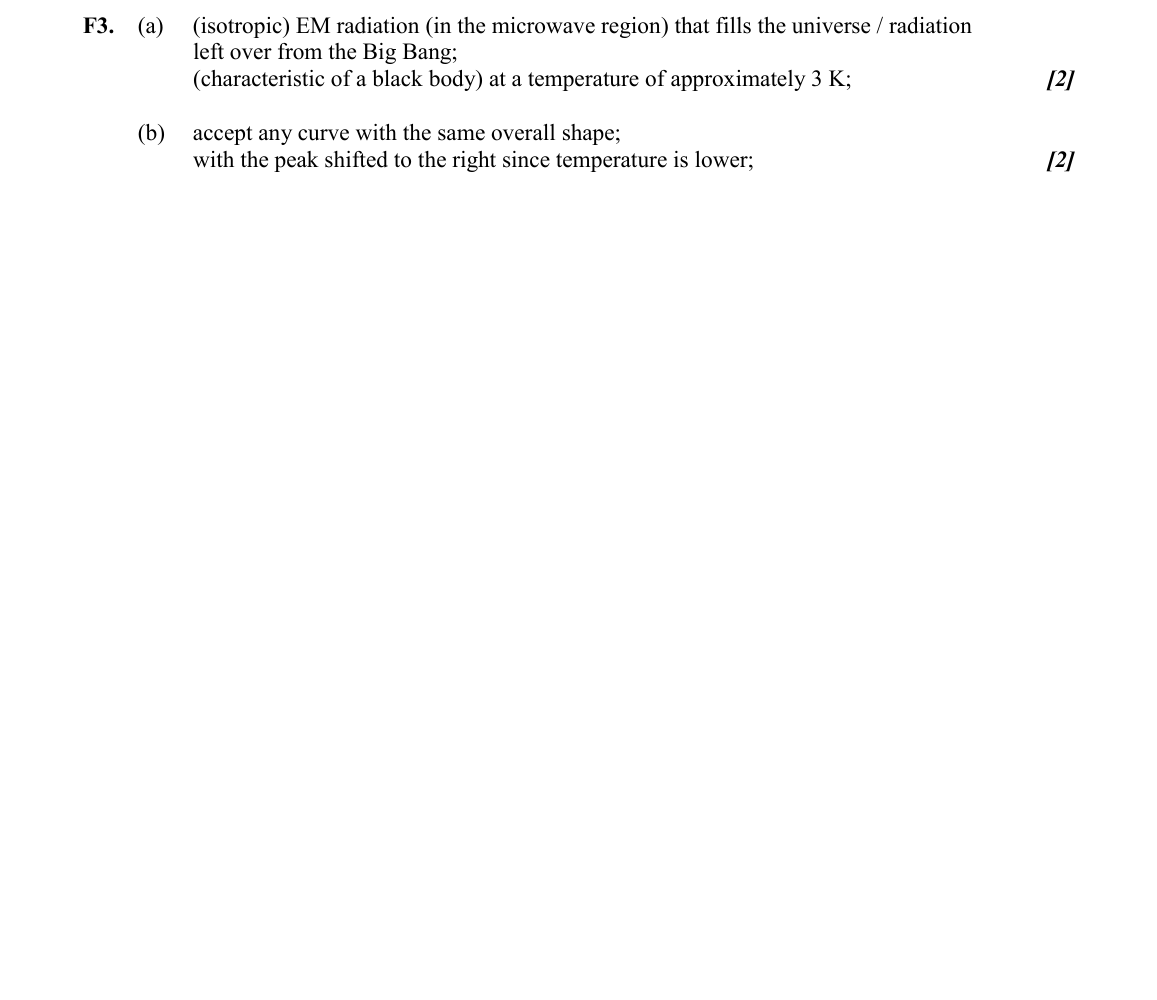 F3. (a) (isotropic) EM radiation (in the microwave region) that fills the universe / radiation
left over from the Big Bang;
(characteristic of a black body) at a temperature of approximately 3 K; [2]
(b) accept any curve with the same overall shape;
with the peak shifted to the right since temperature is lower; [2]